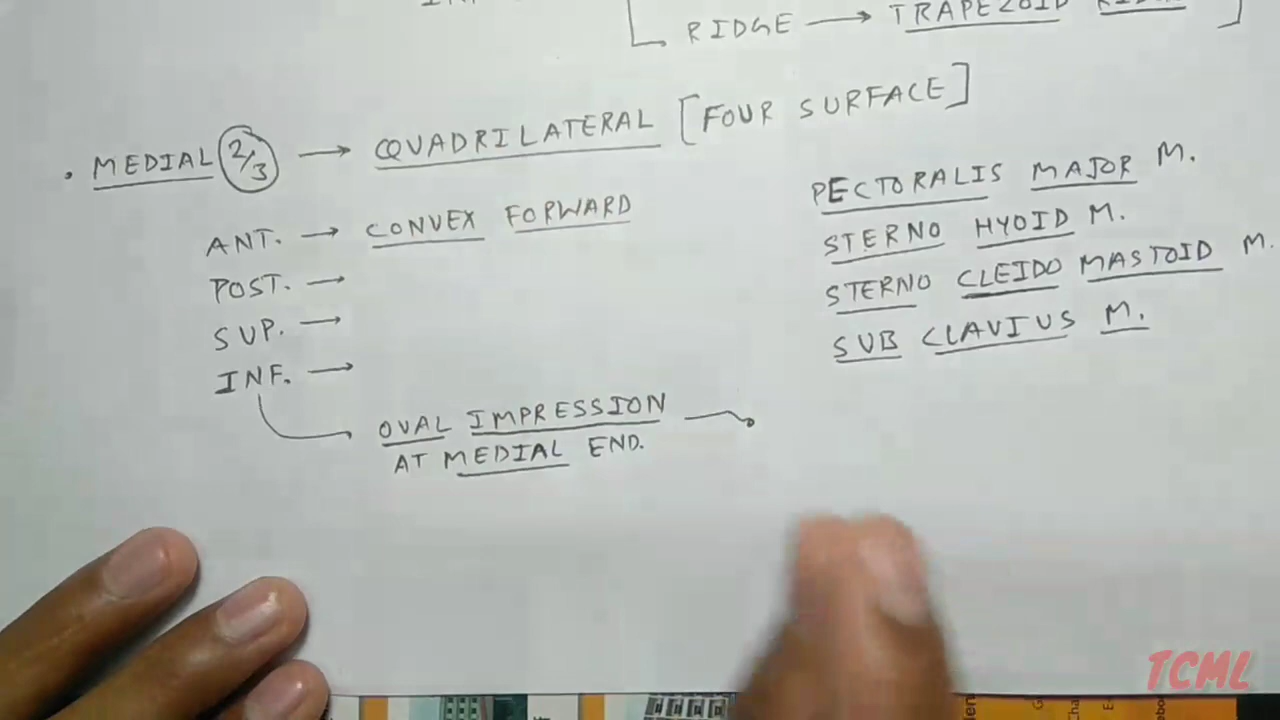 RIDGE → TRAPEZOID RIDGE ]
• MEDIAL 2/3 → QUADRILATERAL [FOUR SURFACE]
ANT. → CONVEX FORWARD
POST. →
SUP. →
INF. →
OVAL IMPRESSION
AT MEDIAL END.
PECTORALIS MAJOR M.
STERNO HYOID M.
STERNO CLEIDO MASTOID M.
SUB CLAVIUS M.
TCML